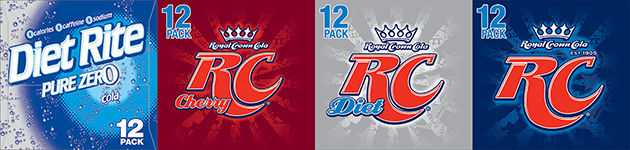 0 calories 0 caffeine 0 sodium
Diet Rite
PURE ZERO
cola
12
PACK
12
PACK
Royal Crown Cola
RC
Cherry
12
PACK
Royal Crown Cola
RC
Diet
12
PACK
Royal Crown Cola
EST. 1905
RC